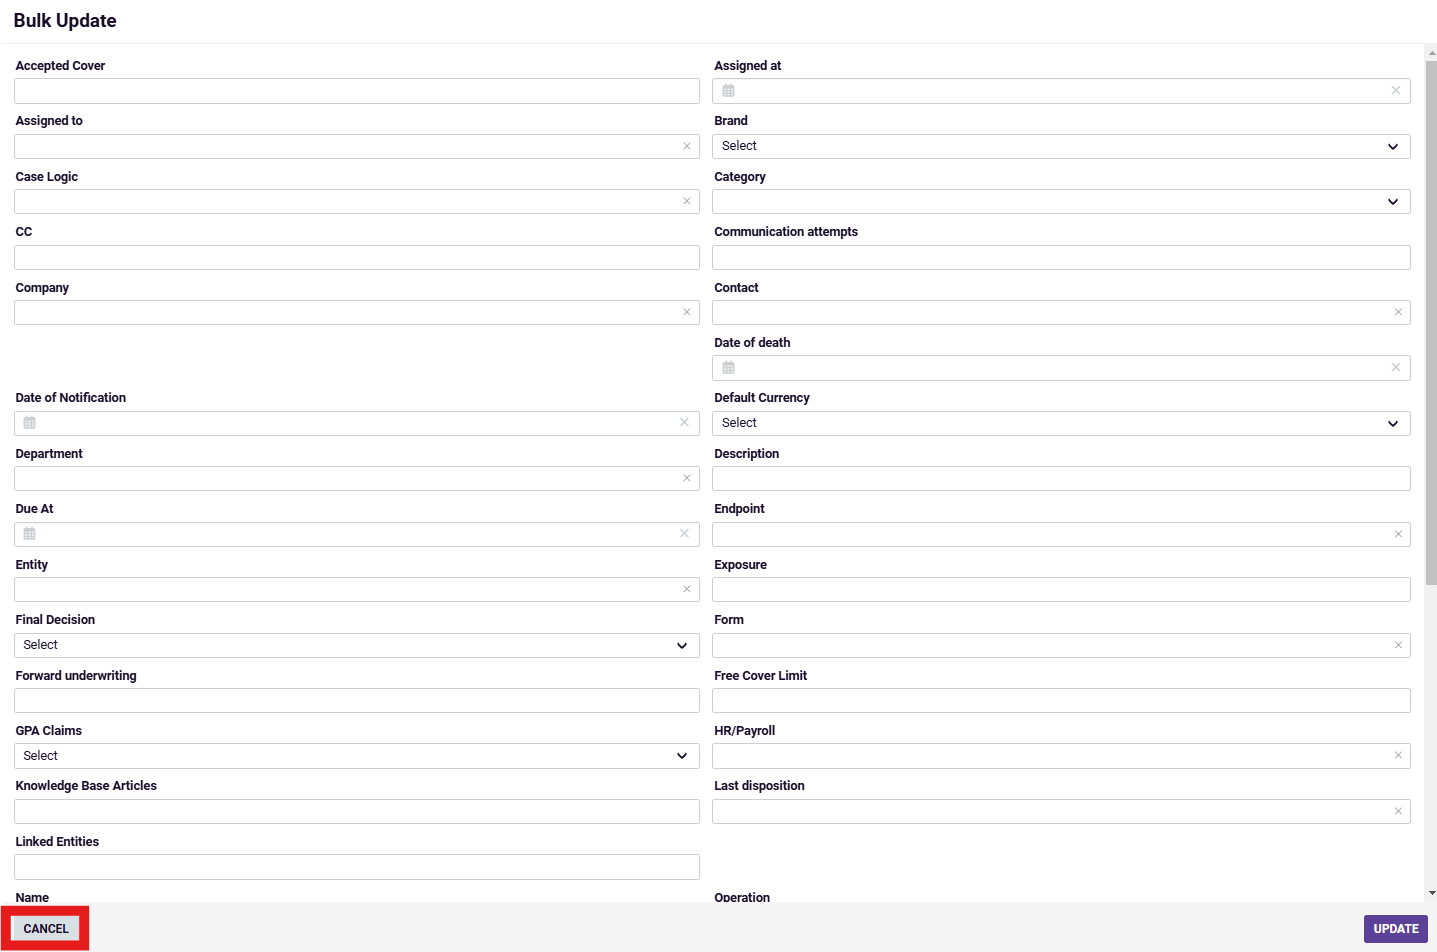 Bulk Update
Accepted Cover
Assigned at
Assigned to
Brand
Select
Case Logic
Category
CC
Communication attempts
Company
Contact
Date of death
Date of Notification
Default Currency
Select
Department
Description
Due At
Endpoint
Entity
Exposure
Final Decision
Form
Select
Forward underwriting
Free Cover Limit
GPA Claims
HR/Payroll
Select
Knowledge Base Articles
Last disposition
Linked Entities
Name
Operation
CANCEL
UPDATE